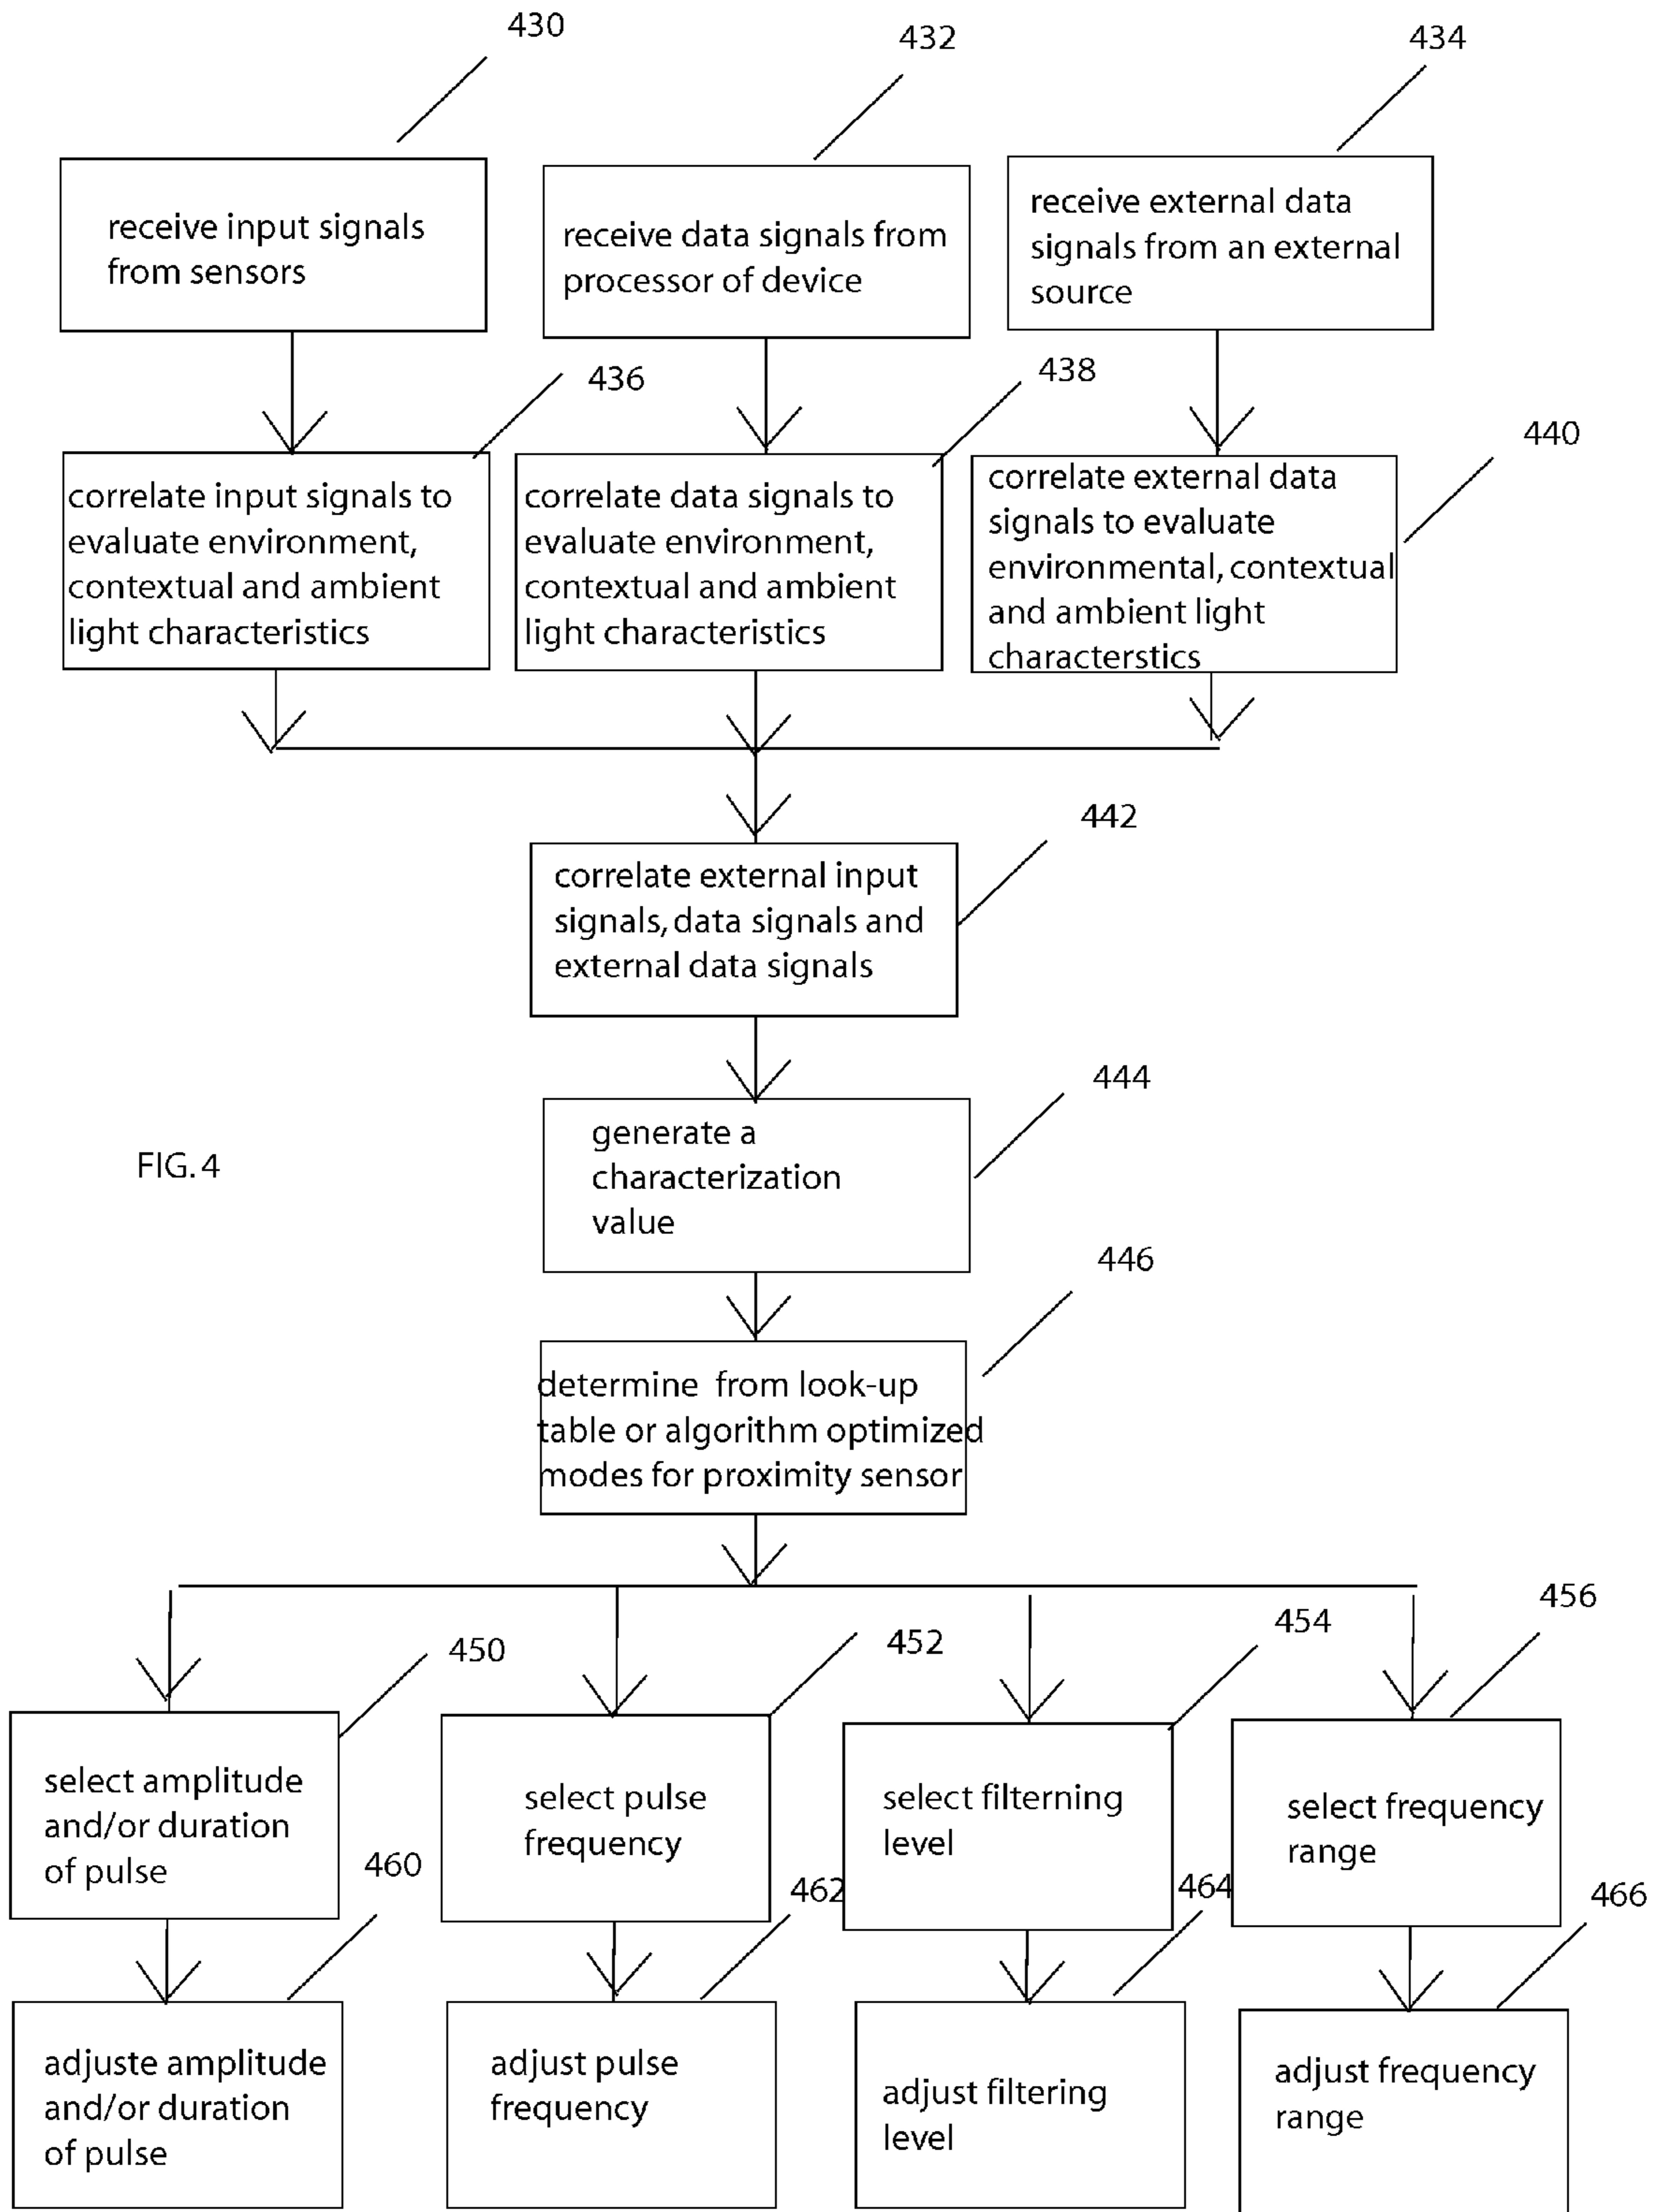 430
432
434
receive input signals
from sensors
receive data signals from
processor of device
receive external data
signals from an external
source
436
438
440
correlate input signals to
evaluate environment,
contextual and ambient
light characteristics
correlate data signals to
evaluate environment,
contextual and ambient
light characteristics
correlate external data
signals to evaluate
environmental, contextual
and ambient light
characterstics
442
correlate external input
signals, data signals and
external data signals
444
generate a
characterization
value
FIG. 4
446
determine from look-up
table or algorithm optimized
modes for proximity sensor
450
452
454
456
select amplitude
and/or duration
of pulse
select pulse
frequency
select filterning
level
select frequency
range
460
462
464
466
adjuste amplitude
and/or duration
of pulse
adjust pulse
frequency
adjust filtering
level
adjust frequency
range